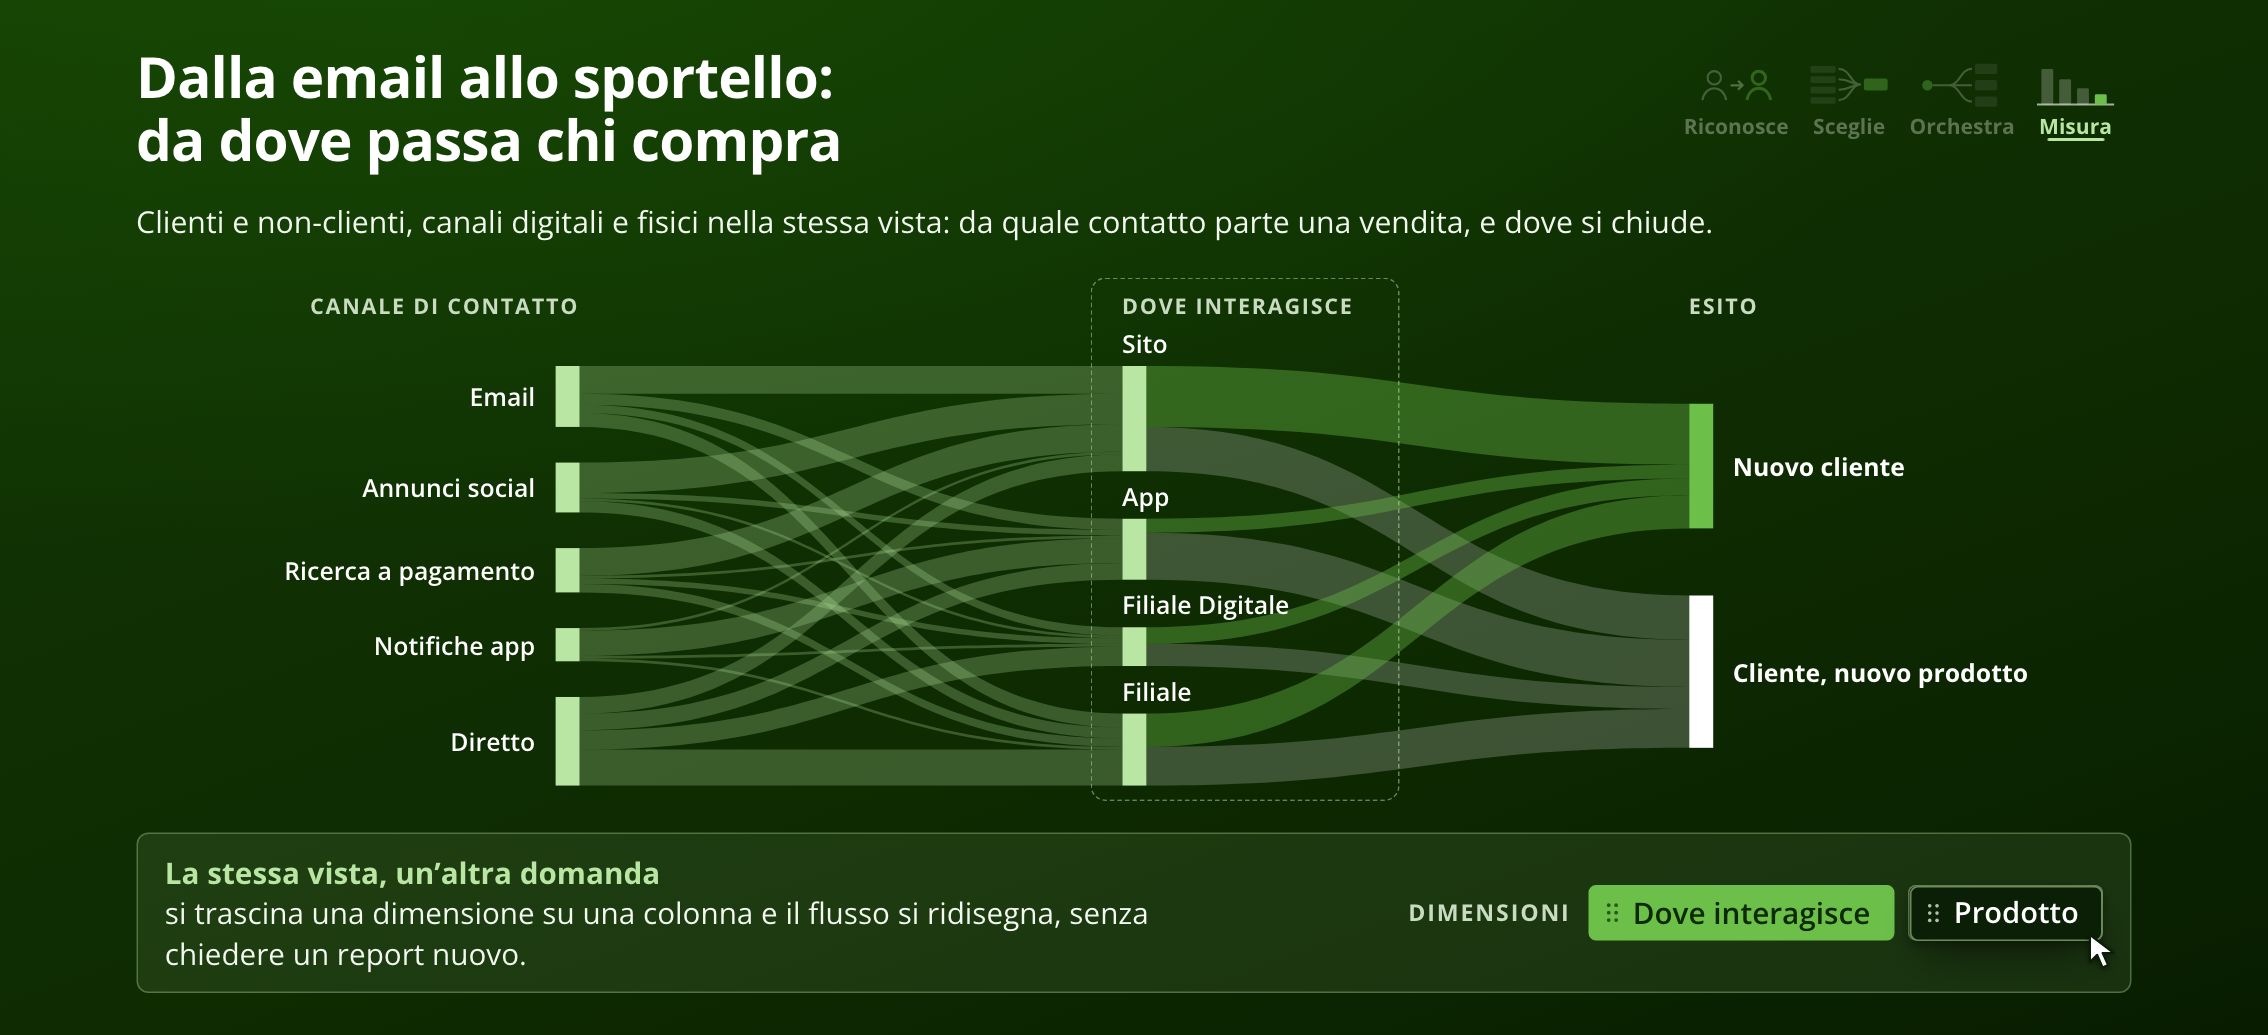 Dalla email allo sportello:
da dove passa chi compra
Riconosce
Sceglie
Orchestra
Misura
Clienti e non-clienti, canali digitali e fisici nella stessa vista: da quale contatto parte una vendita, e dove si chiude.
CANALE DI CONTATTO
DOVE INTERAGISCE
ESITO
Email
Annunci social
Ricerca a pagamento
Notifiche app
Diretto
Sito
App
Filiale Digitale
Filiale
Nuovo cliente
Cliente, nuovo prodotto
La stessa vista, un’altra domanda
si trascina una dimensione su una colonna e il flusso si ridisegna, senza
chiedere un report nuovo.
DIMENSIONI
Dove interagisce
Prodotto